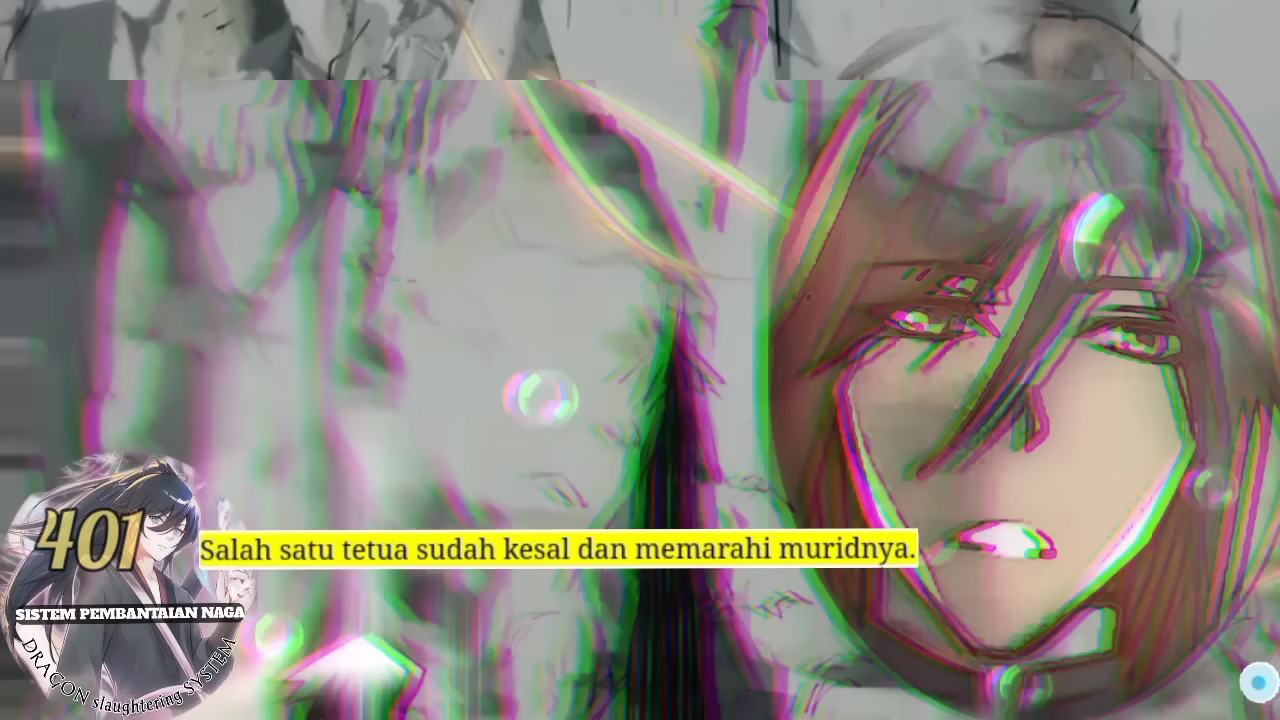 Salah satu tetua sudah kesal dan memarahi muridnya.
401
SISTEM PEMBANTAIAN NAGA
DRAGON slaughtering SYSTEM